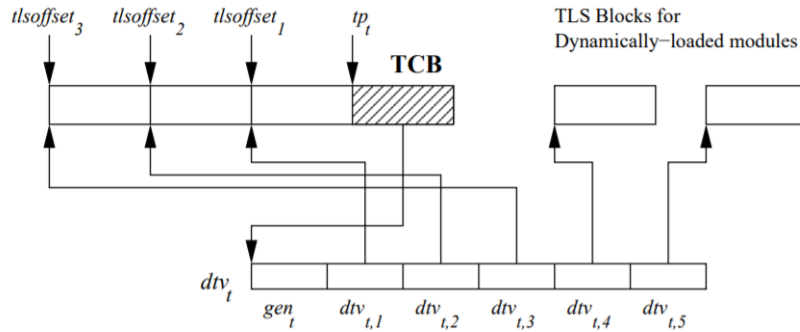 tlsoffset3 tlsoffset2 tlsoffset1 tpt TLS Blocks for
Dynamically−loaded modules
TCB
dtvt
gent dtvt,1 dtvt,2 dtvt,3 dtvt,4 dtvt,5